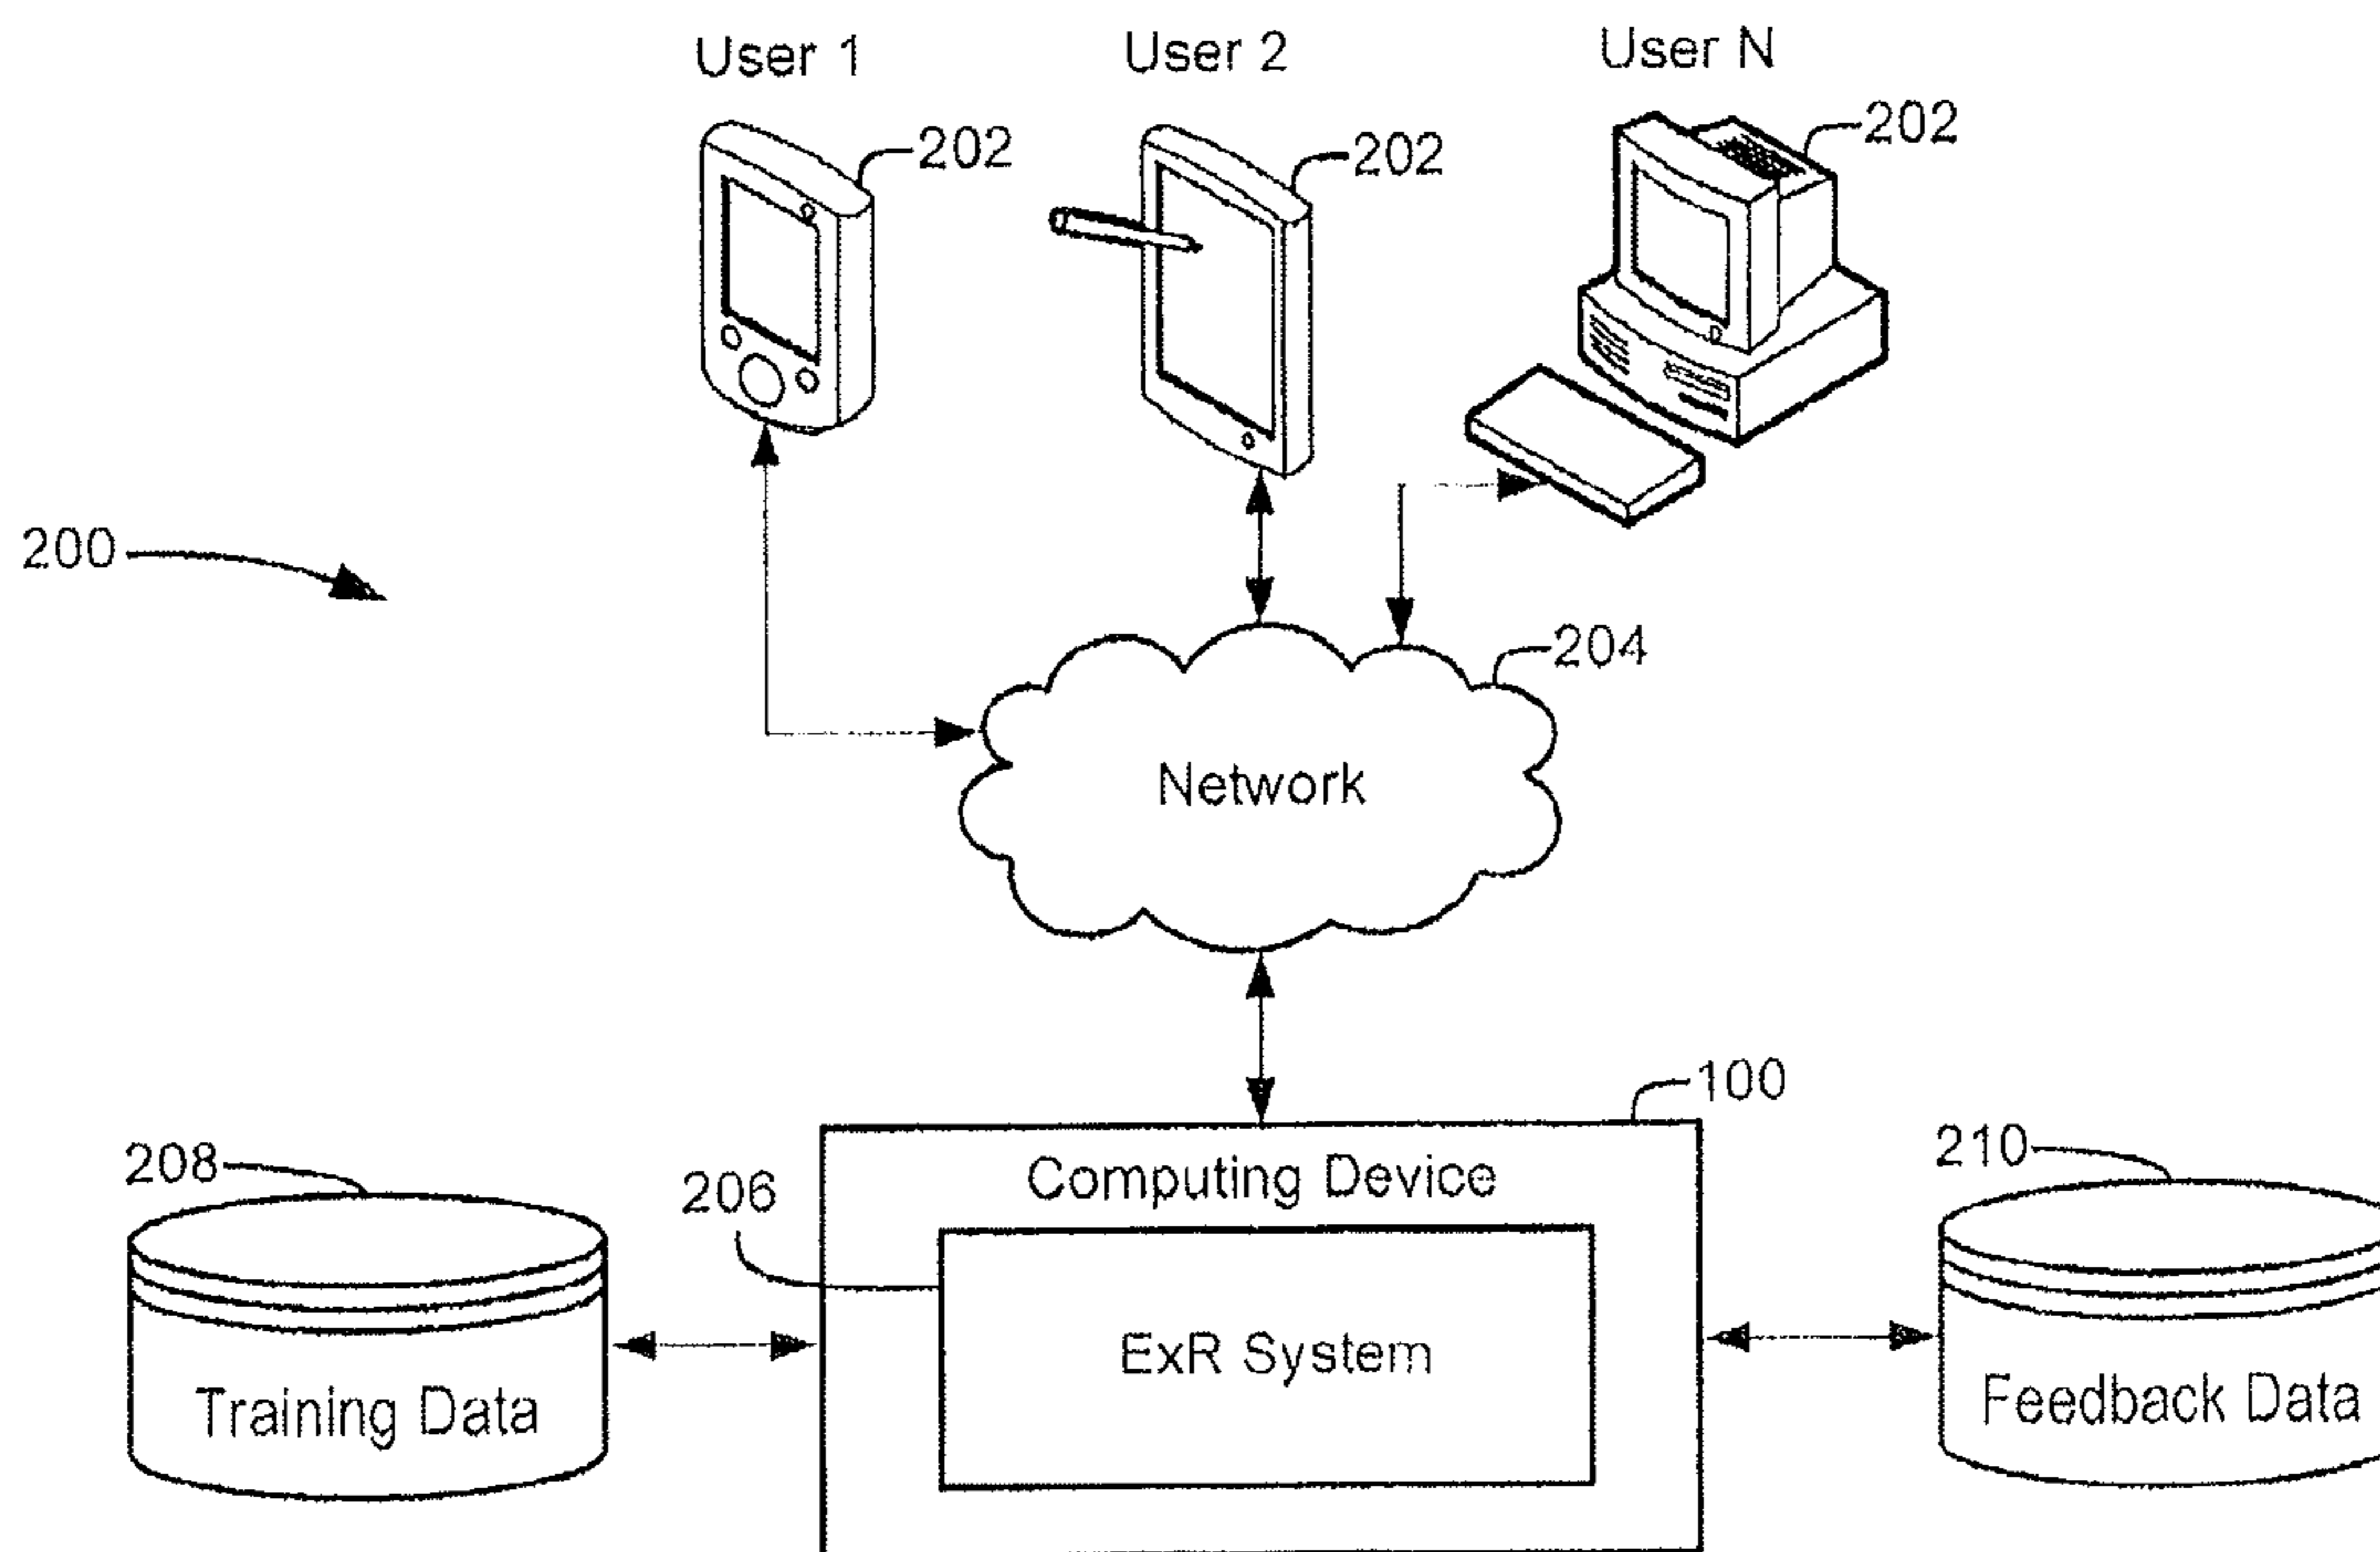 User 1
User 2
User N
202
202
202
200
204
Network
100
208
206
Computing Device
210
ExR System
Training Data
Feedback Data